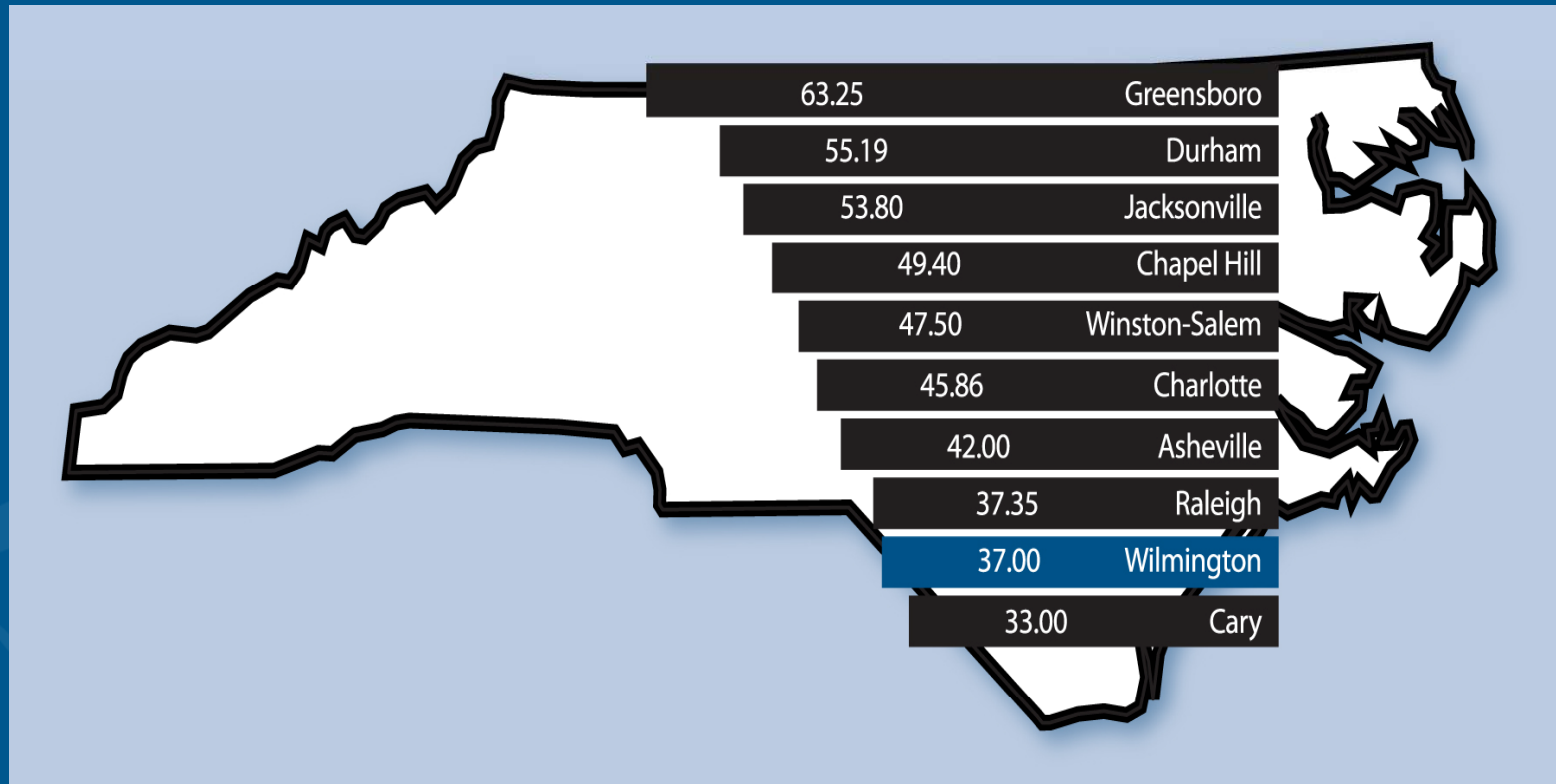 63.25 Greensboro
55.19 Durham
53.80 Jacksonville
49.40 Chapel Hill
47.50 Winston-Salem
45.86 Charlotte
42.00 Asheville
37.35 Raleigh
37.00 Wilmington
33.00 Cary